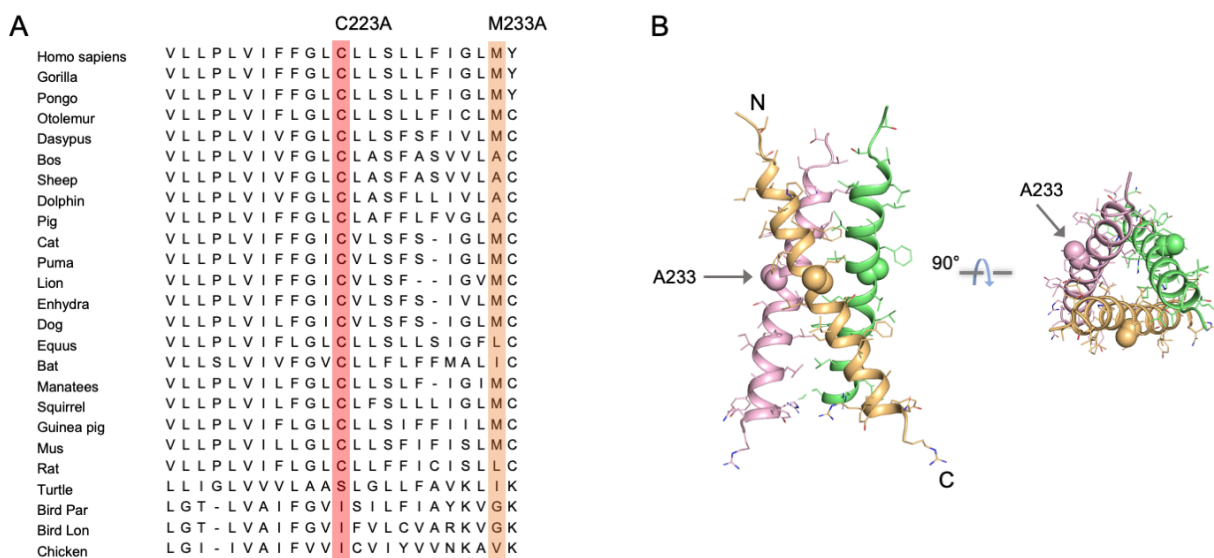 A
C223A M233A
Homo sapiens V L L P L V I F F G L C L L S L L F I G L M Y
Gorilla V L L P L V I F F G L C L L S L L F I G L M Y
Pongo V L L P L V I F F G L C L L S L L F I G L M Y
Otolemur V L L P L V I F L G L C L L S L L F I C L M C
Dasypus V L L P L V I F F G L C L L S F S F I V L M C
Bos V L L P L V I V F G L C L A S F A S V V L A C
Sheep V L L P L V I V F G L C L A S F A S V V L A C
Dolphin V L L P L V I F F G L C L A S F L L I V L A C
Pig V L L P L V I F F G L C L A F F L F V G L A C
Cat V L L P L V I F F G I C V L S F S - I G L M C
Puma V L L P L V I F F G I C V L S F S - I G L M C
Lion V L L P L V I F F G I C V L S F - - I G V M C
Enhydra V L L P L V I F F G I C V L S F S - I V L M C
Dog V L L P L V I L F G I C V L S F S - I G L M C
Equus V L L P L V I F F G L C L L S L L S I G F L C
Bat V L L S L V I V F G V C L L F L F F M A L I C
Manatees V L L P L V I L F G L C L L S L F - I G I M C
Squirrel V L L P L V I F F G L C L F S L L L I G L M C
Guinea pig V L L P L V I F F G L C L L S I F F I I L M C
Mus V L L P L V I L L G L C L L S F I F I S L M C
Rat V L L P L V I F L G L C L L F F I C I S L L C
Turtle L L I G L V V V L A A S L G L L F A V K L I K
Bird Par L G T - L V A I F G V I S I L F I A Y K V G K
Bird Lon L G T - L V A I F G V I F V L C V A R K V G K
Chicken L G I - I V A I F V V I C V I Y V V N K A V K
B
N
A233
90°
A233
C